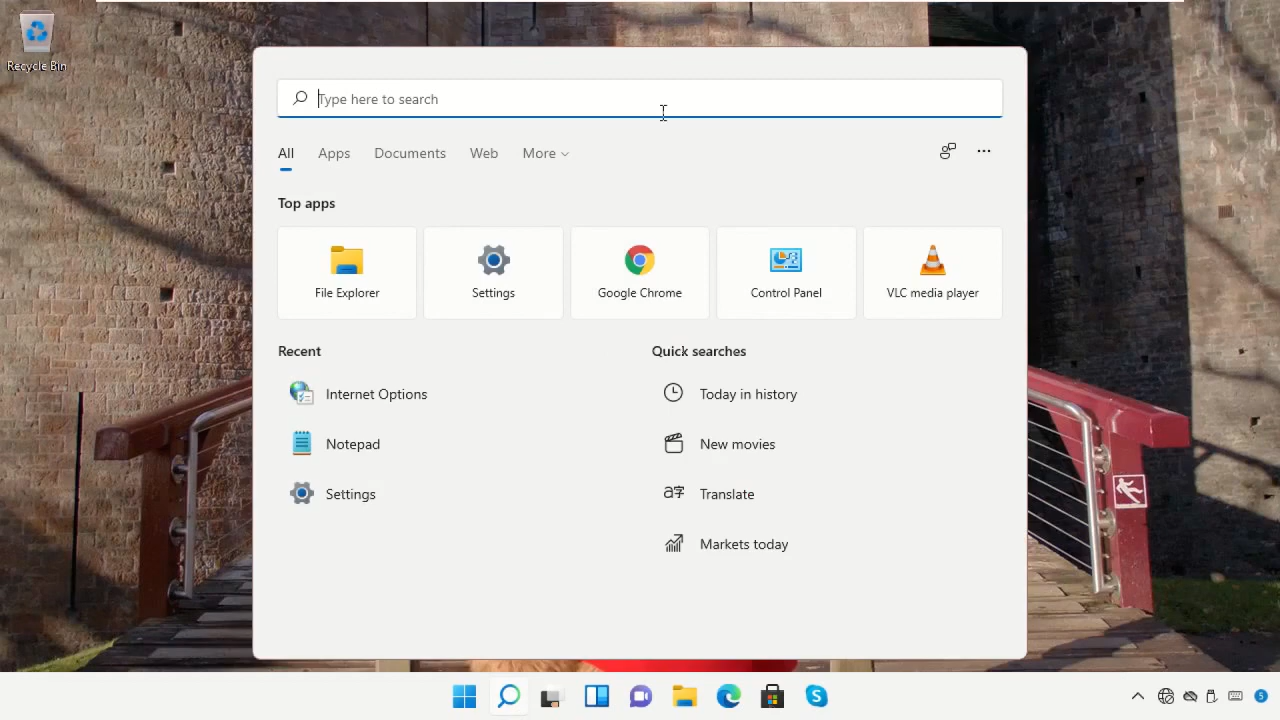 Recycle Bin
Type here to search
All Apps Documents Web More
Top apps
File Explorer Settings Google Chrome Control Panel VLC media player
Recent Quick searches
Internet Options Today in history
Notepad New movies
Settings Translate
Markets today
5